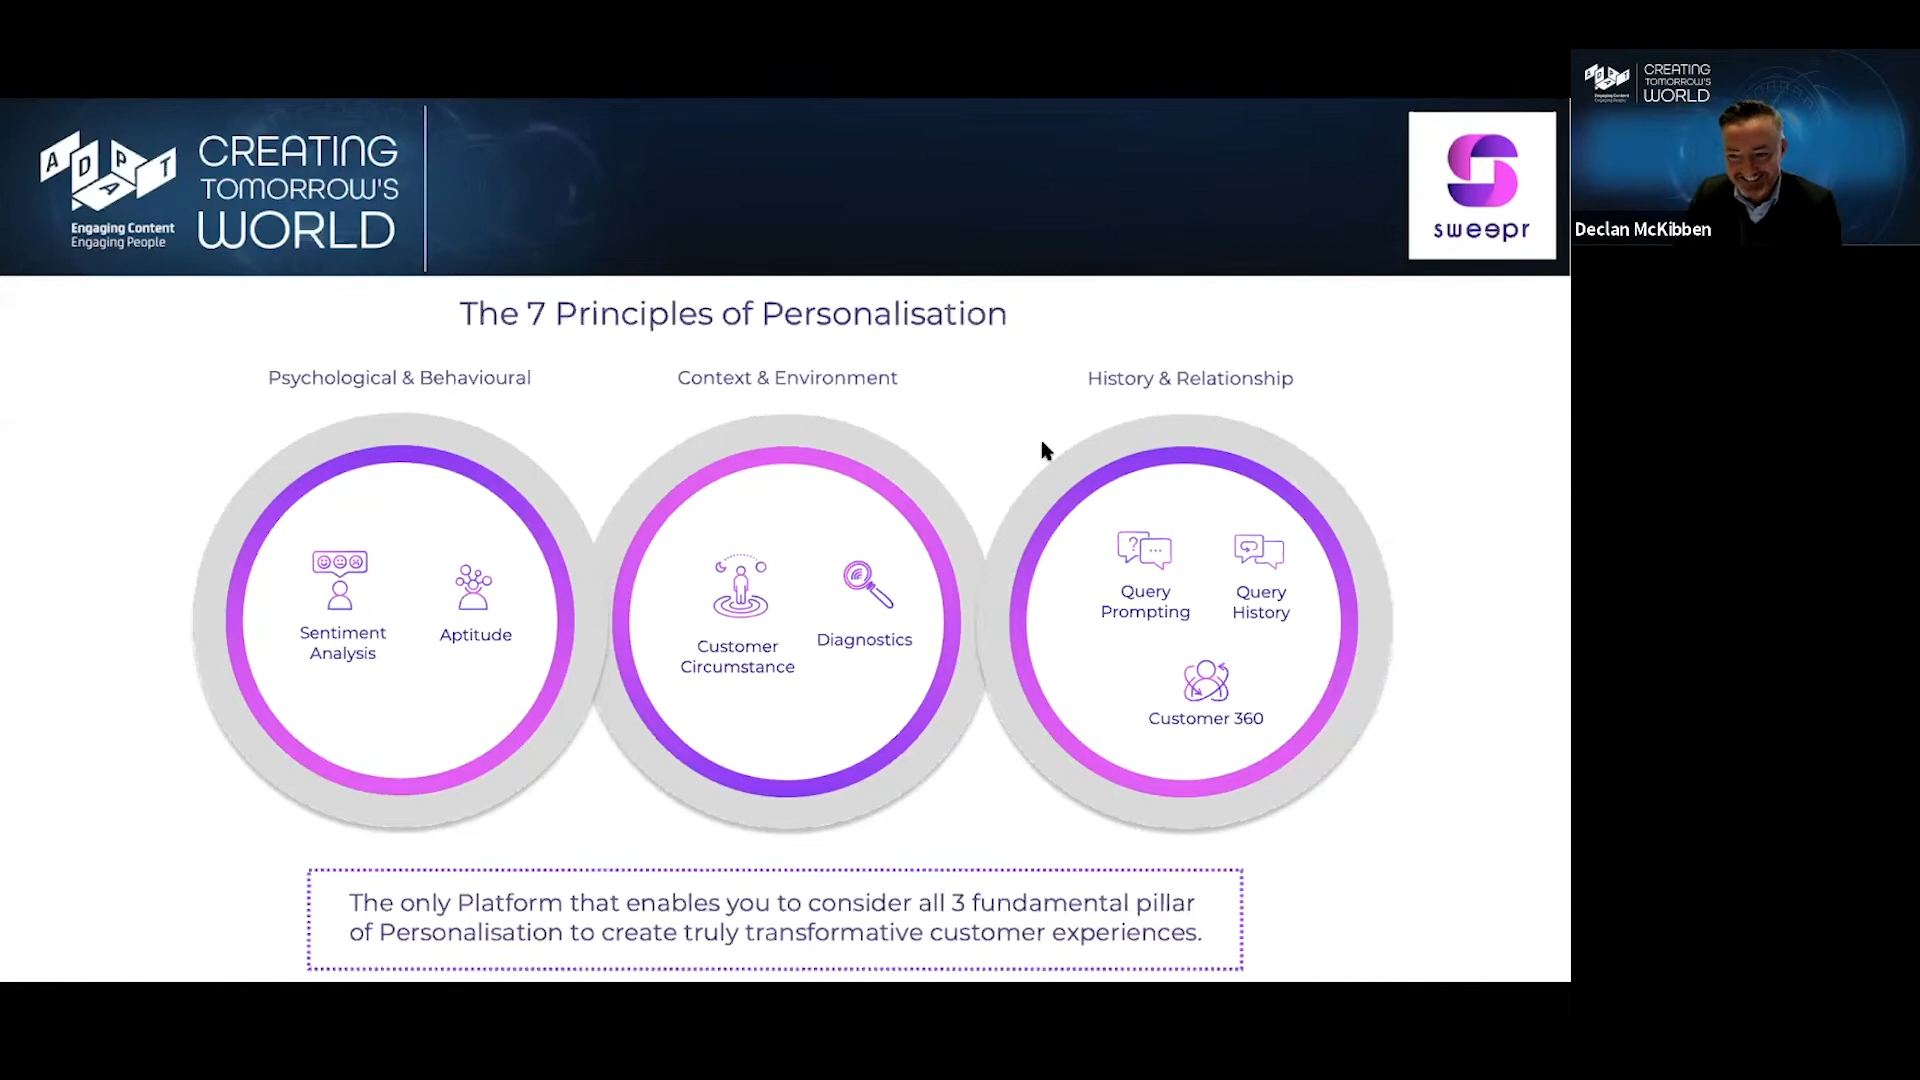 ADAPT
Engaging Content
Engaging People
CREATING
TOMORROW'S
WORLD
sweepr
CREATING
TOMORROW'S
WORLD
Declan McKibben
The 7 Principles of Personalisation
Psychological & Behavioural
Context & Environment
History & Relationship
Sentiment
Analysis
Aptitude
Customer
Circumstance
Diagnostics
?
...
Query
Prompting
Query
History
Customer 360
The only Platform that enables you to consider all 3 fundamental pillar
of Personalisation to create truly transformative customer experiences.